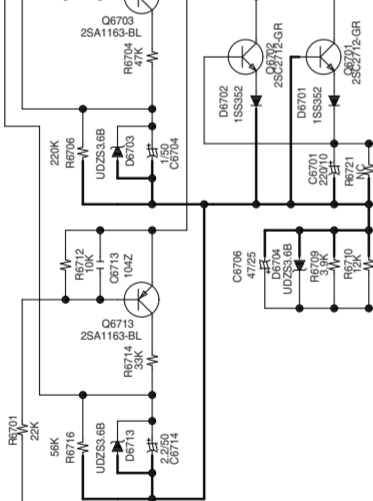 Q6703
2SA1163-BL
R6704
47K
Q6702
2SC2712-GR
Q6701
2SC2712-GR
D6702
1SS352
D6701
1SS352
220K
R6706
UDZS3.6B
D6703
1/50
C6704
C6701
220/10
R6721
NC
R6712
10K
C6713
104Z
C6706
47/25
D6704
UDZS3.6B
R6709
3.9K
R6710
12K
Q6713
2SA1163-BL
R6714
33K
R6701
22K
56K
R6716
UDZS3.6B
D6713
2.2/50
C6714